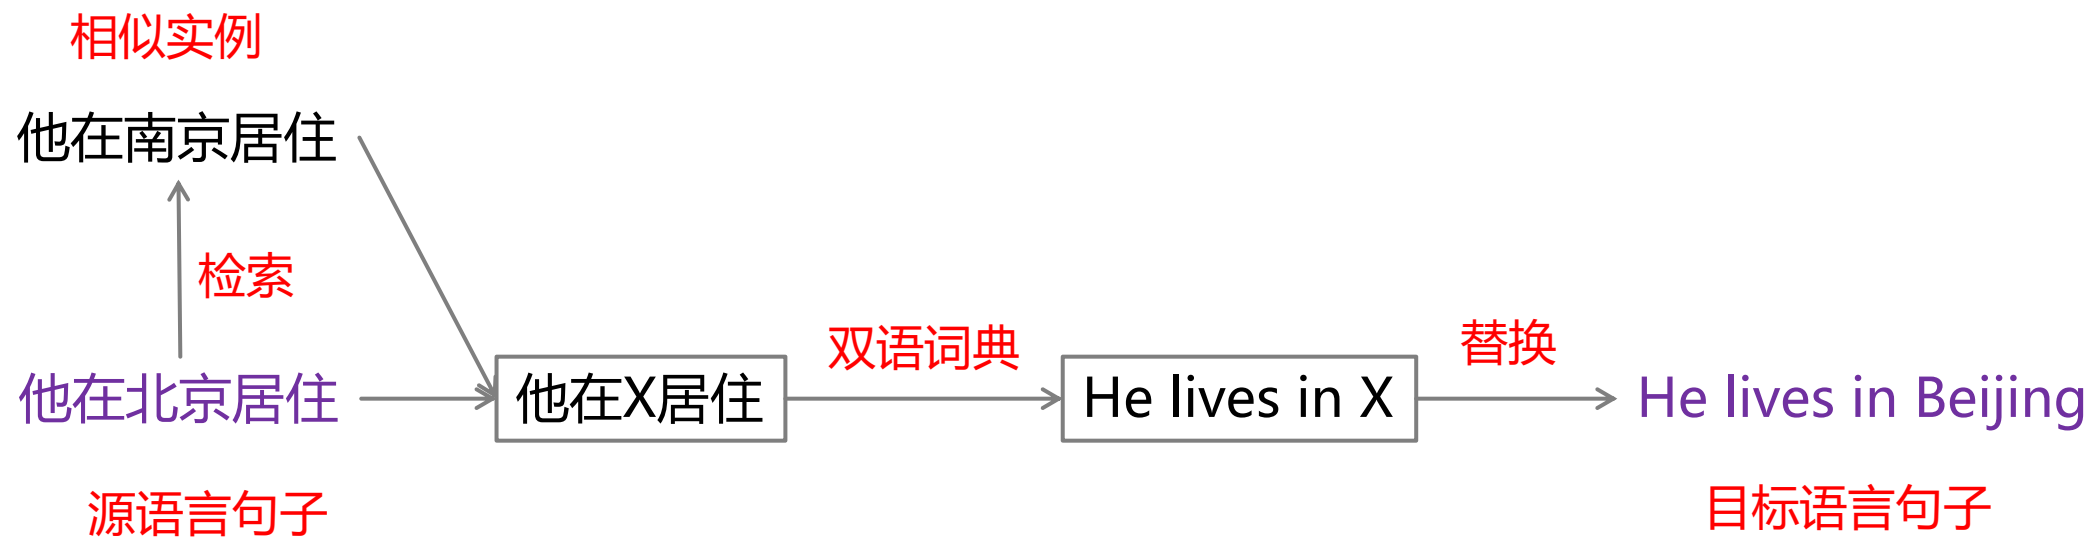 相似实例
他在南京居住
检索
双语词典
替换
他在北京居住
他在X居住
He lives in X
He lives in Beijing
源语言句子
目标语言句子